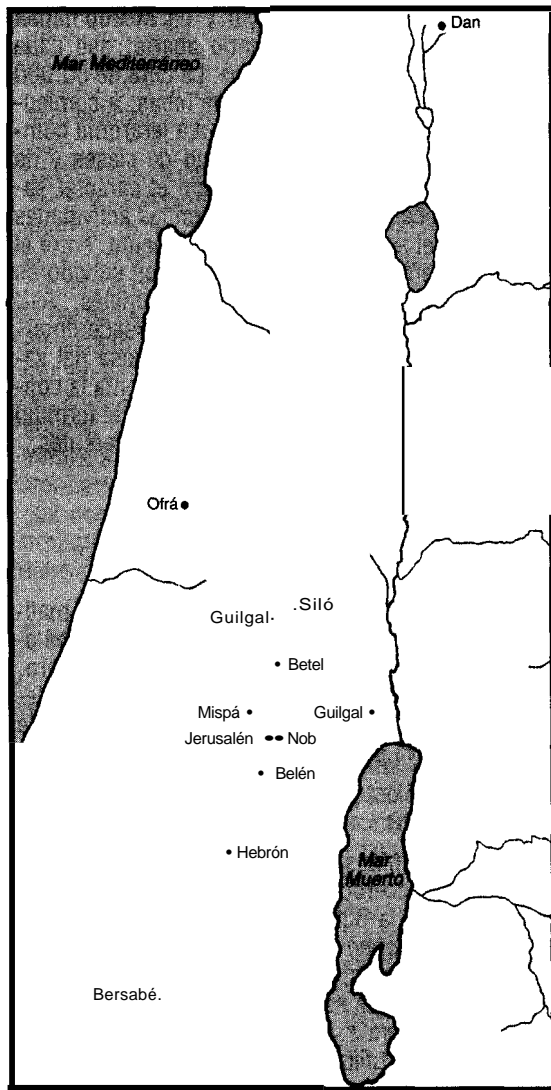 Dan
Mar Mediterráneo
Ofrá
Guilgal
Siló
Betel
Mispá
Guilgal
Jerusalén
Nob
Belén
Hebrón
Mar
Muerto
Bersabé.